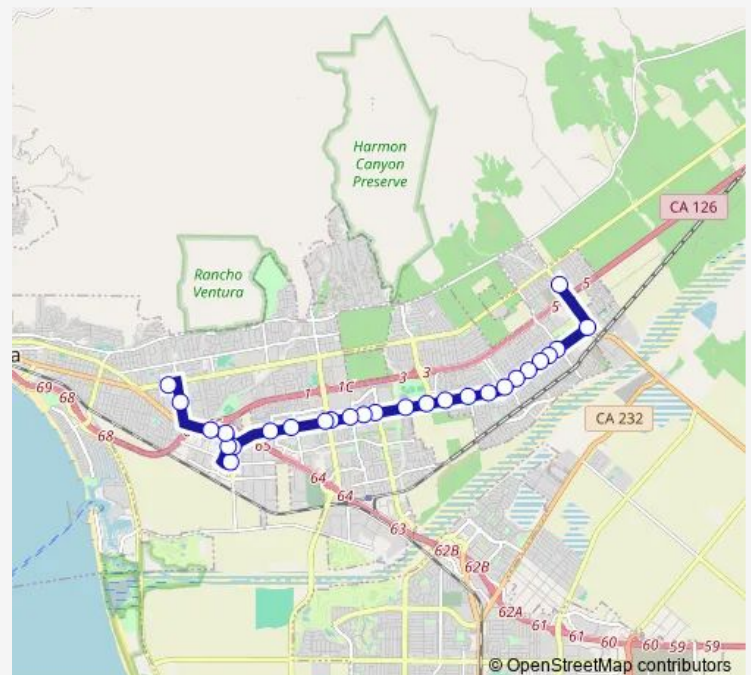 Harmon
Canyon
Preserve
CA 126
Rancho
Ventura
5
5
a
3
3
1C
1
69
68
68
65
CA 232
64
64
63
62B
62B
62A
61
61
60
60
59
59
© OpenStreetMap contributors